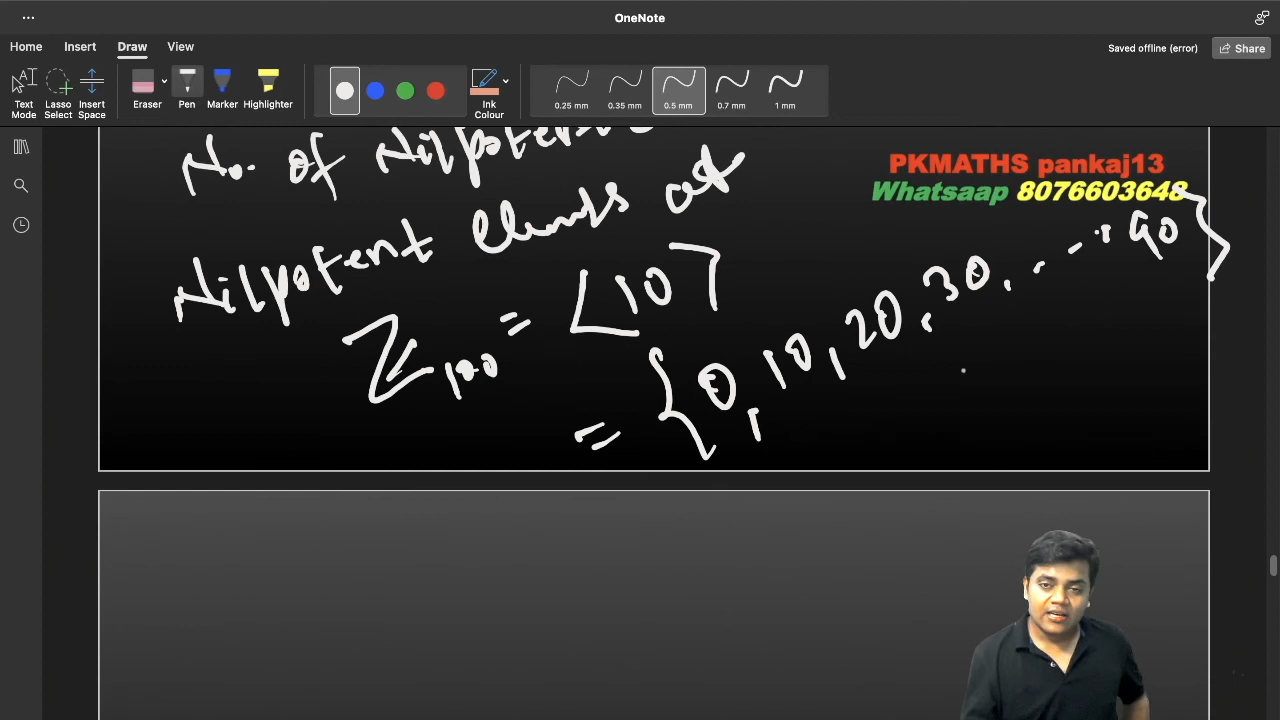 OneNote
Home Insert Draw View
Saved offline (error) Share
Text Mode Lasso Select Insert Space Eraser Pen Marker Highlighter Ink Colour 0.25 mm 0.35 mm 0.5 mm 0.7 mm 1 mm
No. of Nilpotent
PKMATHS pankaj13
Whatsaap 8076603648
Nilpotent Elements of
Z100 = <10>
= {0, 10, 20, 30, ... 90}